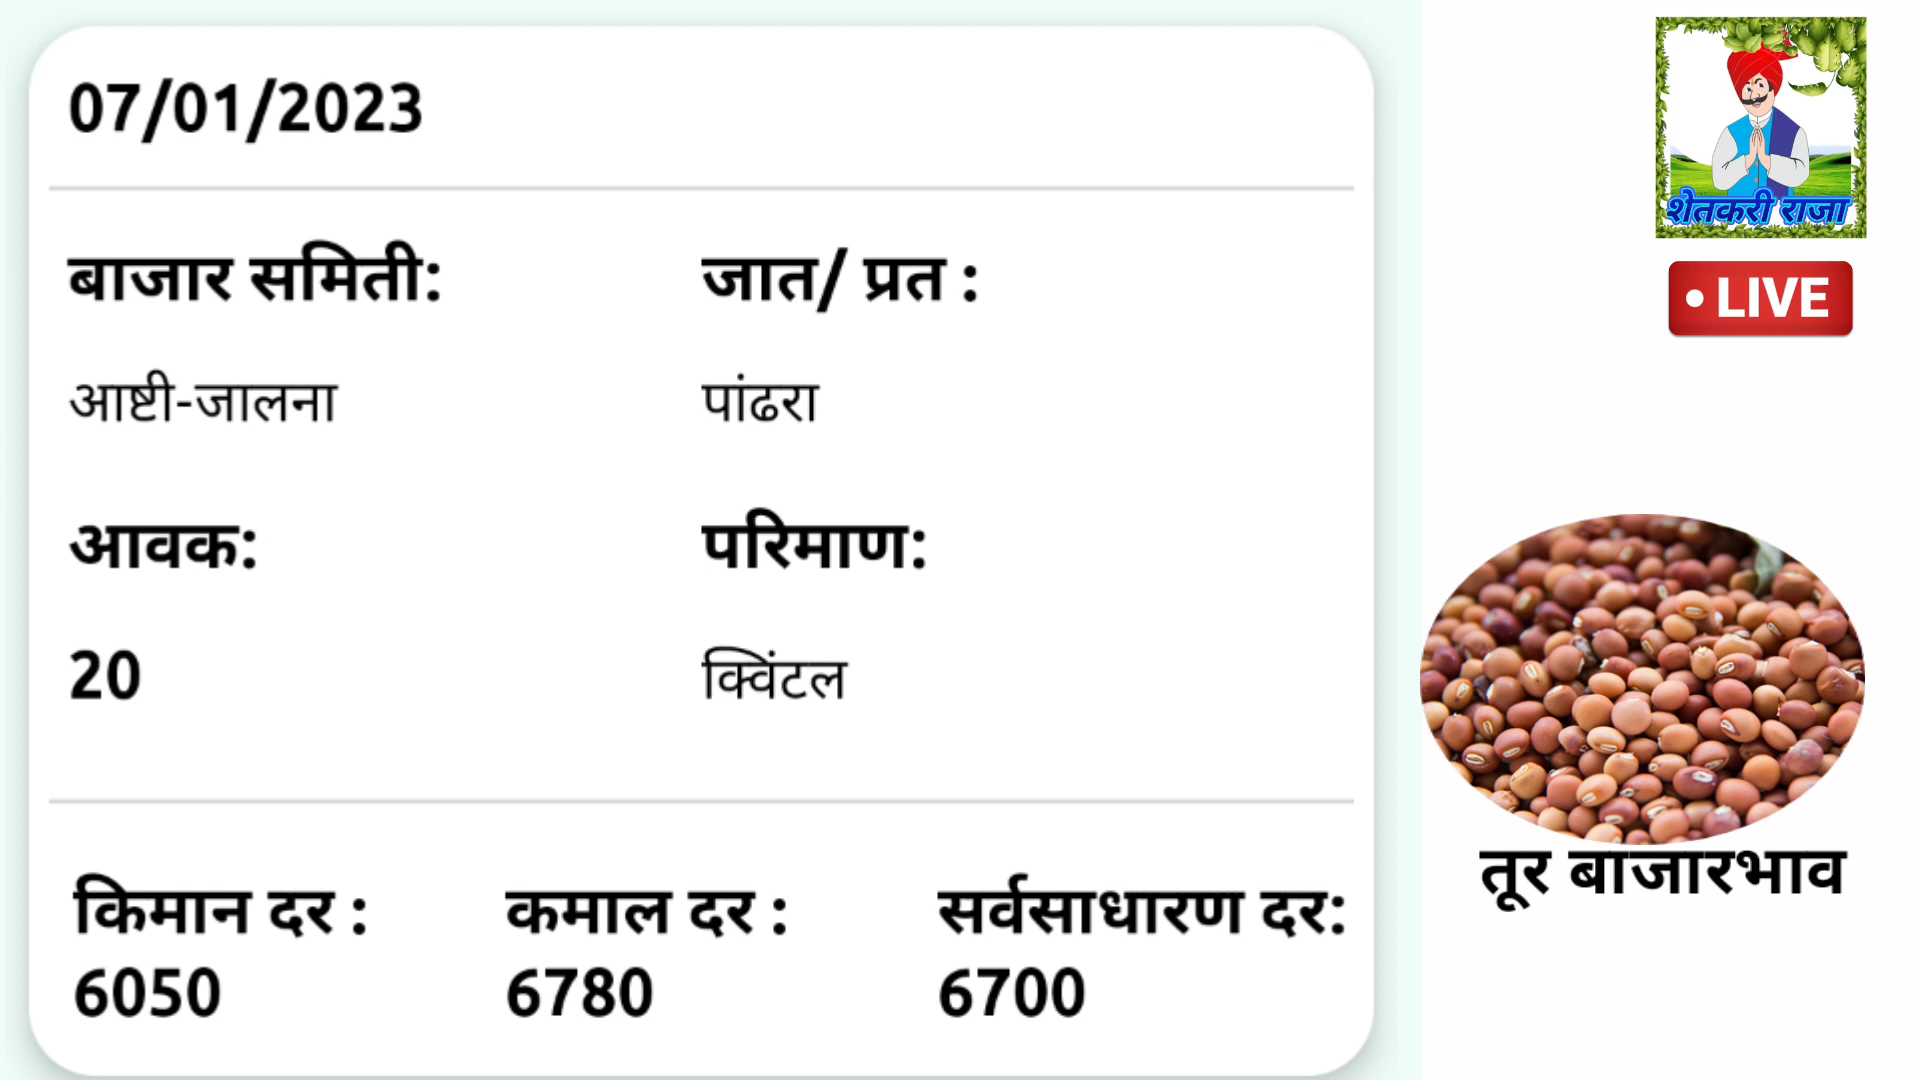 07/01/2023
बाजार समिती:
जात/ प्रत :
आष्टी-जालना
पांढरा
आवक:
परिमाण:
20
क्विंटल
किमान दर :
कमाल दर :
सर्वसाधारण दर:
6050
6780
6700
शेतकरी राजा
• LIVE
तूर बाजारभाव